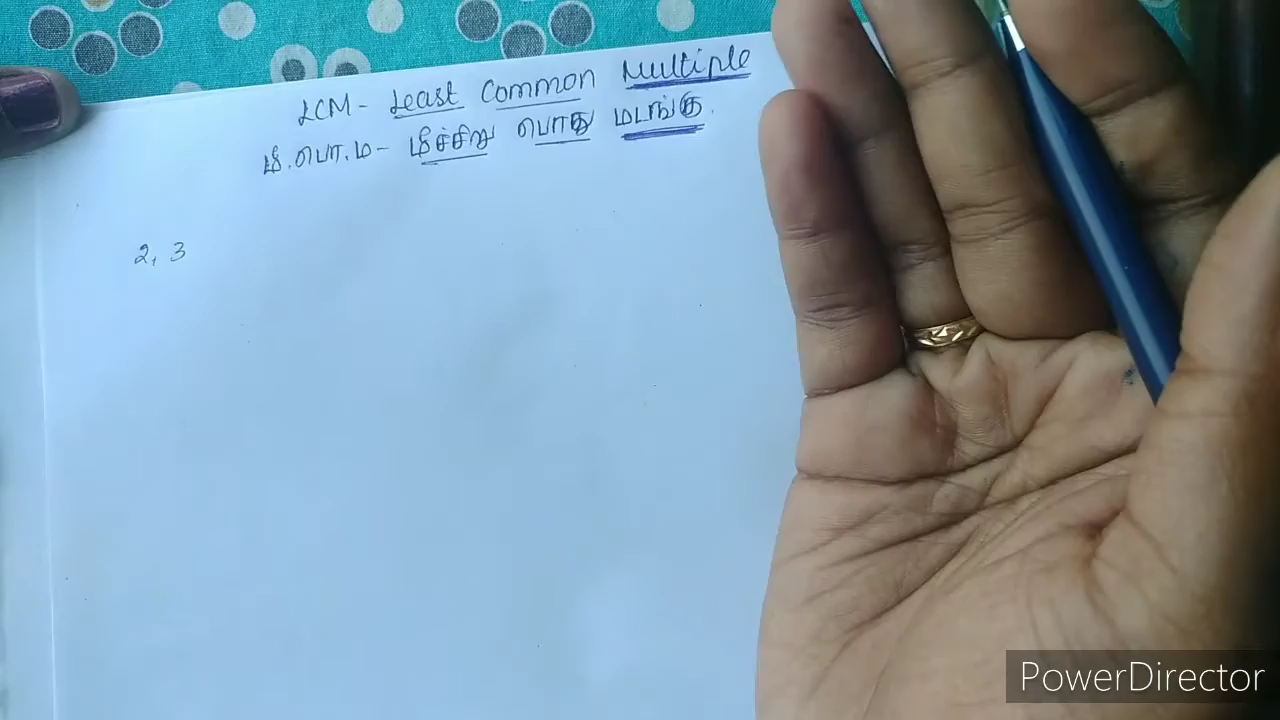 LCM - Least Common Multiple
மீ.பொ.ம - மீச்சிறு பொது மடங்கு.
2, 3
PowerDirector